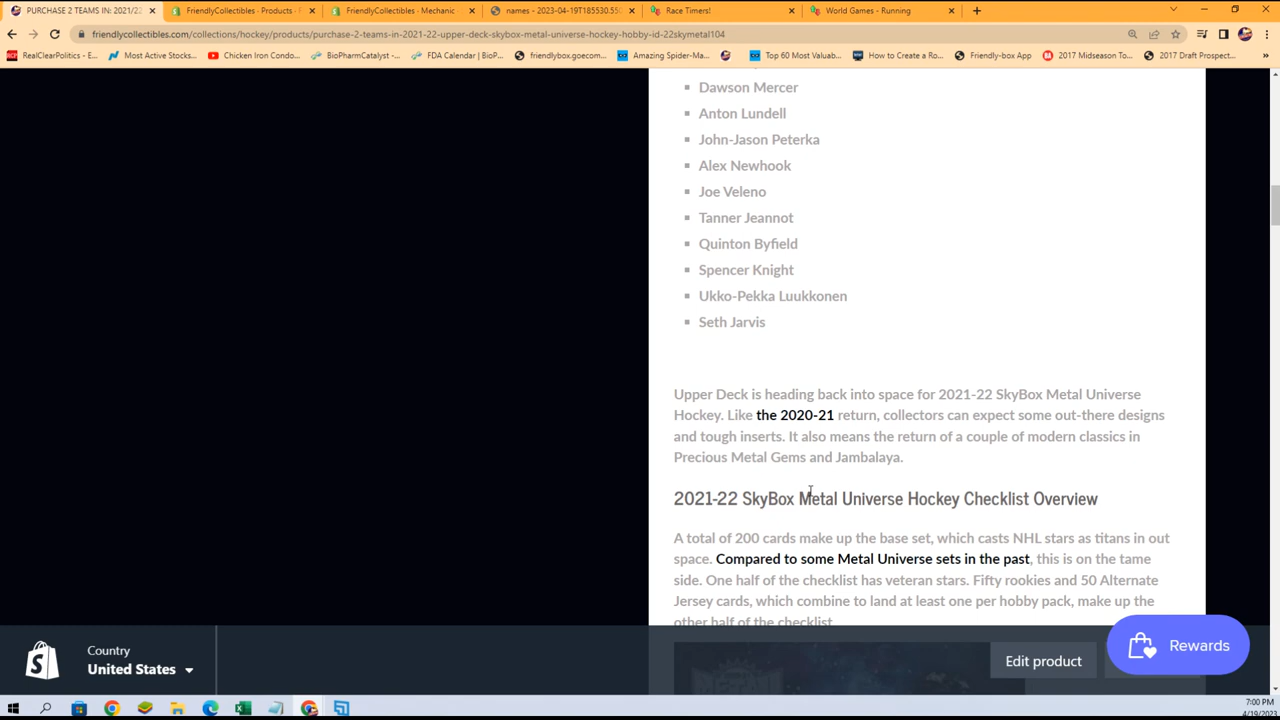 PURCHASE 2 TEAMS IN: 2021/22
FriendlyCollectibles · Products ·
FriendlyCollectibles · Mechanic
names - 2023-04-19T185530.55
Race Timers!
World Games - Running
friendlycollectibles.com/collections/hockey/products/purchase-2-teams-in-2021-22-upper-deck-skybox-metal-universe-hockey-hobby-id-22skymetal104
RealClearPolitics - E...
Most Active Stocks...
Chicken Iron Condo...
BioPharmCatalyst -...
FDA Calendar | BioP...
friendlybox.goecom...
Amazing Spider-Ma...
Top 60 Most Valuab...
How to Create a Ro...
Friendly-box App
2017 Midseason To...
2017 Draft Prospect...
Dawson Mercer
Anton Lundell
John-Jason Peterka
Alex Newhook
Joe Veleno
Tanner Jeannot
Quinton Byfield
Spencer Knight
Ukko-Pekka Luukkonen
Seth Jarvis
Upper Deck is heading back into space for 2021-22 SkyBox Metal Universe
Hockey. Like the 2020-21 return, collectors can expect some out-there designs
and tough inserts. It also means the return of a couple of modern classics in
Precious Metal Gems and Jambalaya.
2021-22 SkyBox Metal Universe Hockey Checklist Overview
A total of 200 cards make up the base set, which casts NHL stars as titans in out
space. Compared to some Metal Universe sets in the past, this is on the tame
side. One half of the checklist has veteran stars. Fifty rookies and 50 Alternate
Jersey cards, which combine to land at least one per hobby pack, make up the
other half of the checklist.
Country
United States
Edit product
Rewards
7:00 PM
4/19/2023